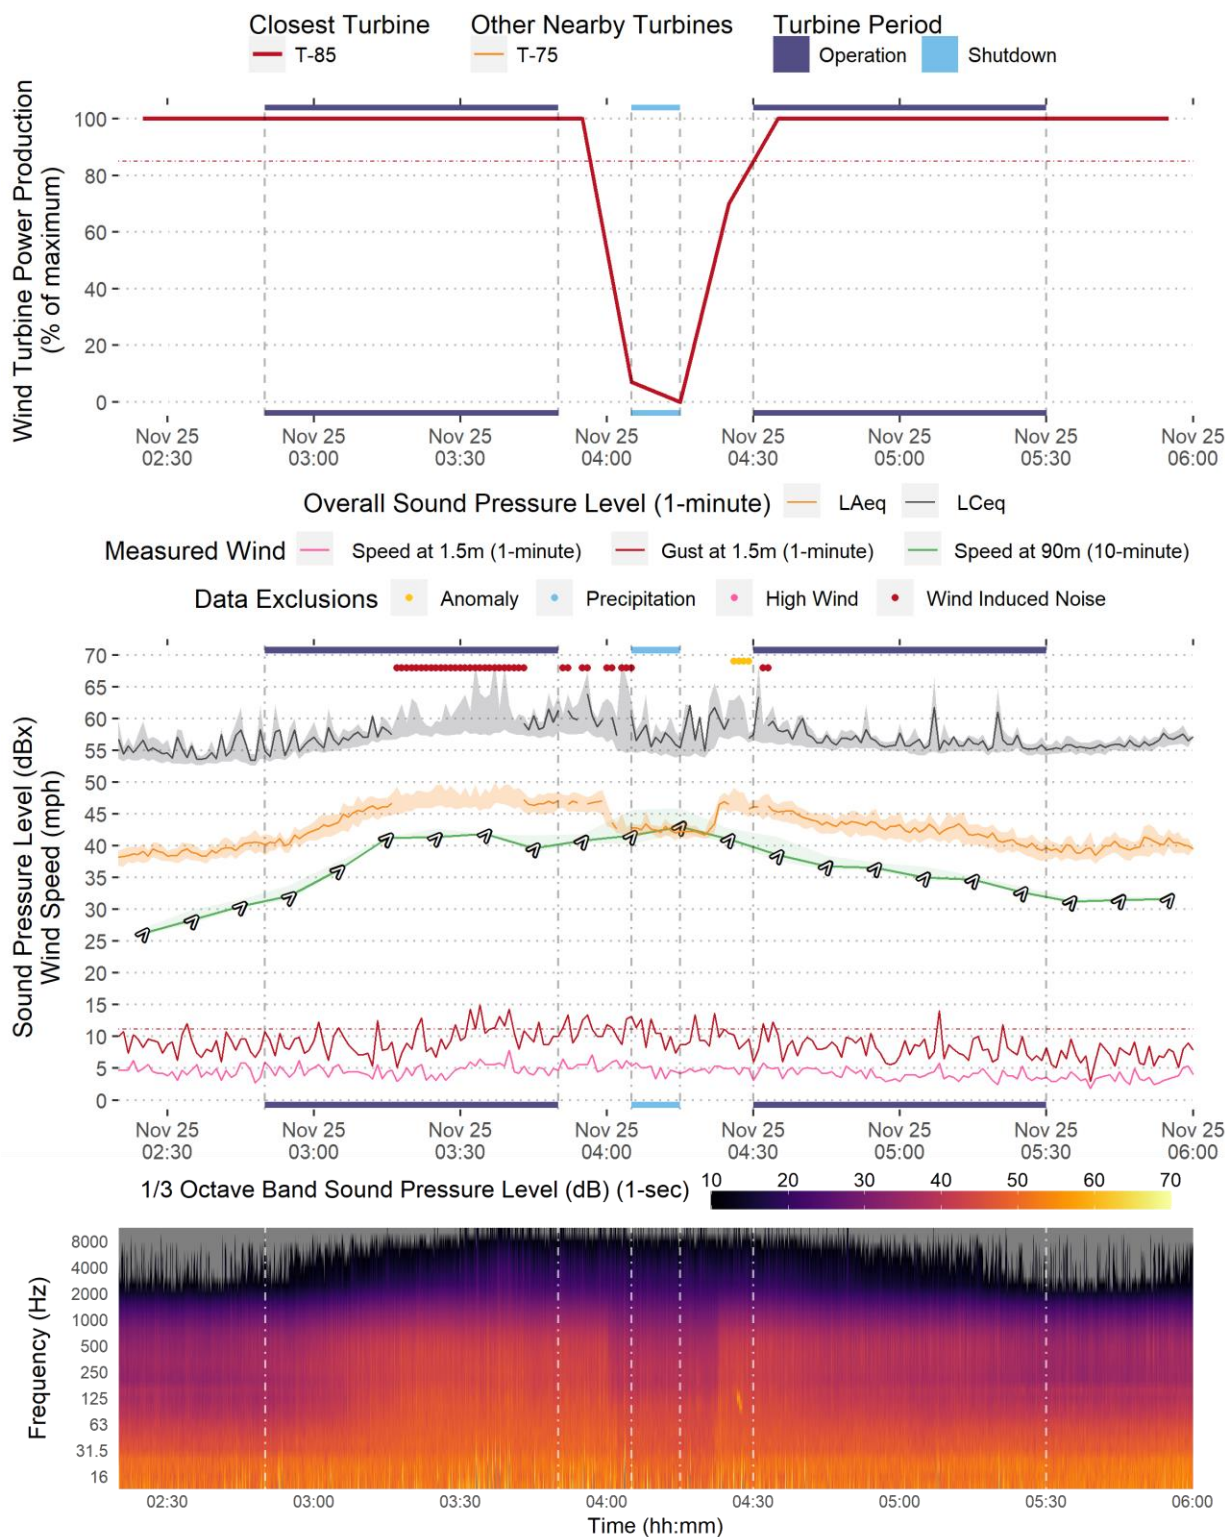 Closest Turbine Other Nearby Turbines Turbine Period
T-85 T-75 Operation Shutdown
Wind Turbine Power Production
(% of maximum)
100
80
60
40
20
0
Nov 25 Nov 25 Nov 25 Nov 25 Nov 25 Nov 25 Nov 25 Nov 25
02:30 03:00 03:30 04:00 04:30 05:00 05:30 06:00
Overall Sound Pressure Level (1-minute) LAeq LCeq
Measured Wind Speed at 1.5m (1-minute) Gust at 1.5m (1-minute) Speed at 90m (10-minute)
Data Exclusions Anomaly Precipitation High Wind Wind Induced Noise
Sound Pressure Level (dBx)
Wind Speed (mph)
70
65
60
55
50
45
40
35
30
25
20
15
10
5
0
Nov 25 Nov 25 Nov 25 Nov 25 Nov 25 Nov 25 Nov 25 Nov 25
02:30 03:00 03:30 04:00 04:30 05:00 05:30 06:00
1/3 Octave Band Sound Pressure Level (dB) (1-sec)
10 20 30 40 50 60 70
Frequency (Hz)
8000
4000
2000
1000
500
250
125
63
31.5
16
02:30 03:00 03:30 04:00 04:30 05:00 05:30 06:00
Time (hh:mm)